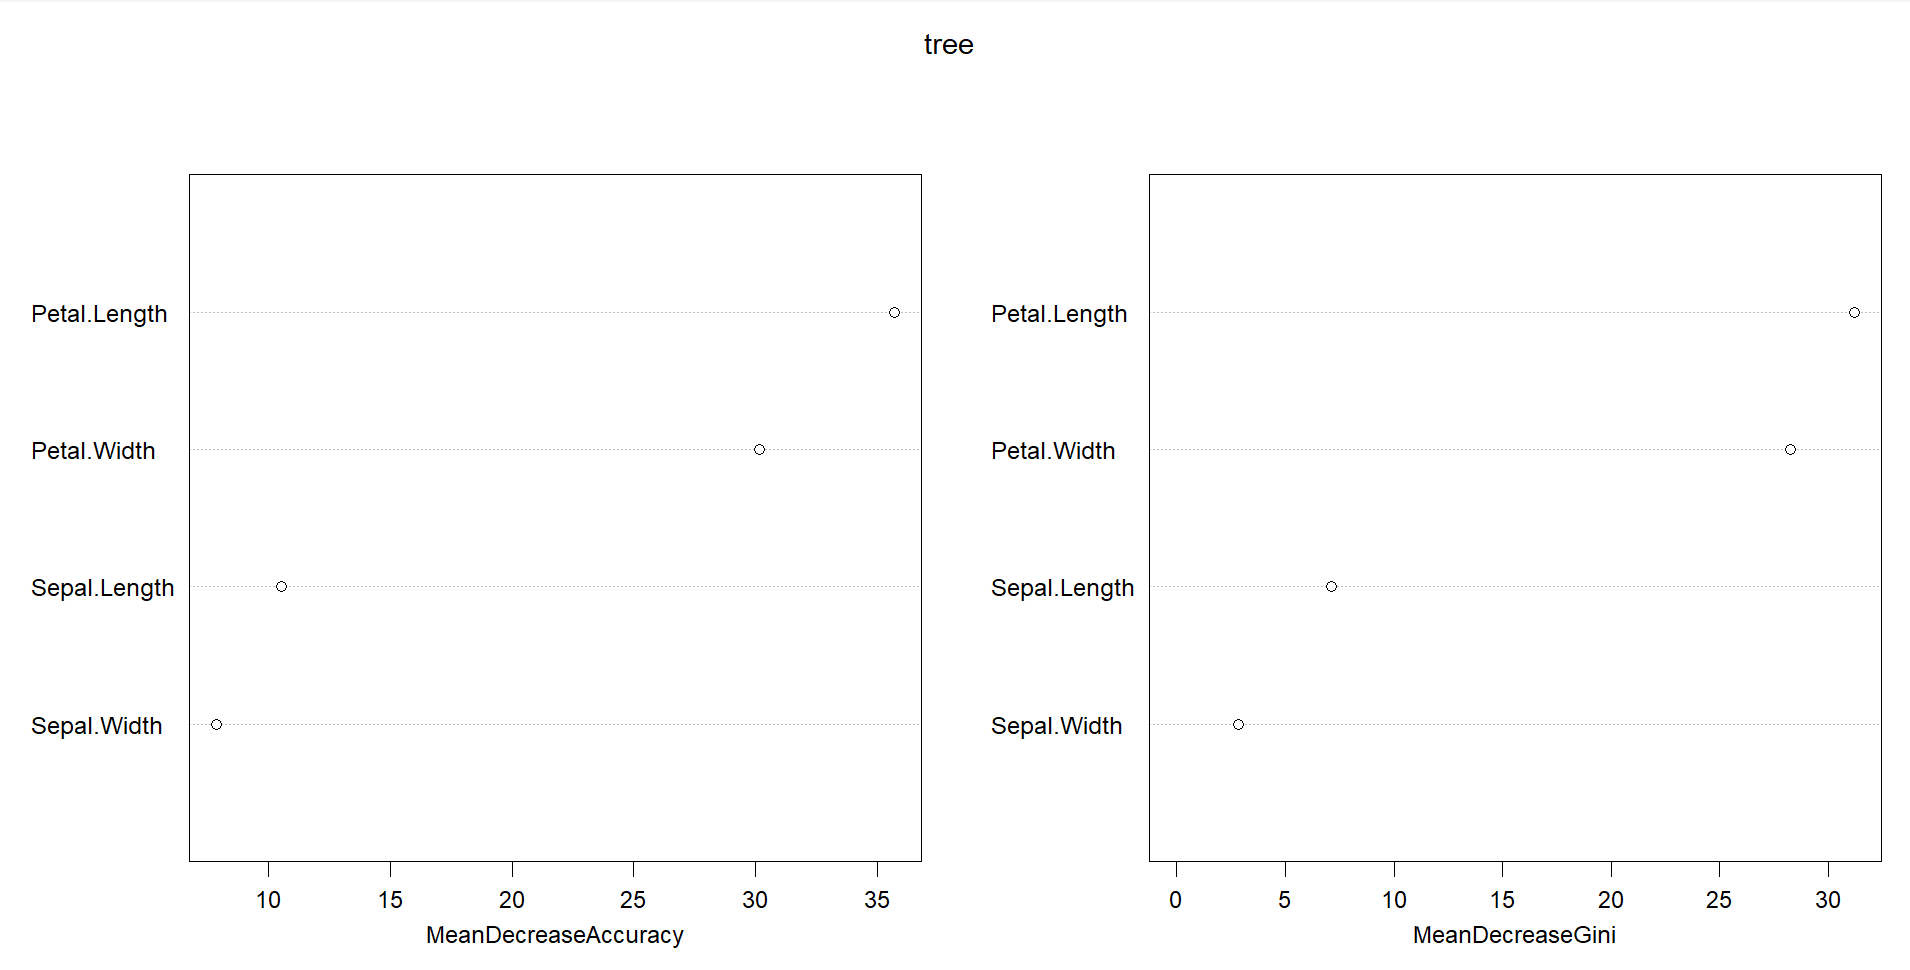 tree
Petal.Length
Petal.Width
Sepal.Length
Sepal.Width
10 15 20 25 30 35
MeanDecreaseAccuracy
Petal.Length
Petal.Width
Sepal.Length
Sepal.Width
0 5 10 15 20 25 30
MeanDecreaseGini